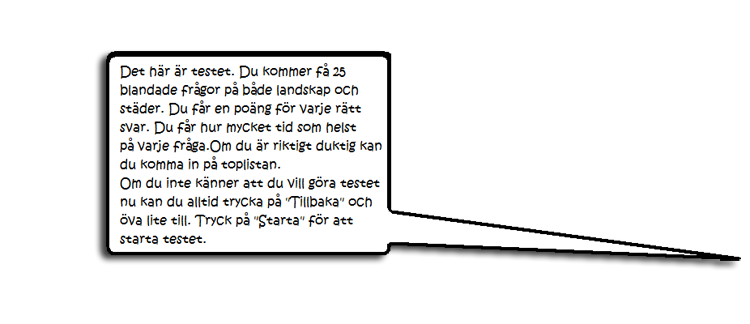 Det här är testet. Du kommer få 25
blandade frågor på både landskap och
städer. Du får en poäng för varje rätt
svar. Du får hur mycket tid som helst
på varje fråga.Om du är riktigt duktig kan
du komma in på toplistan.
Om du inte känner att du vill göra testet
nu kan du alltid trycka på "Tillbaka" och
öva lite till. Tryck på "Starta" för att
starta testet.